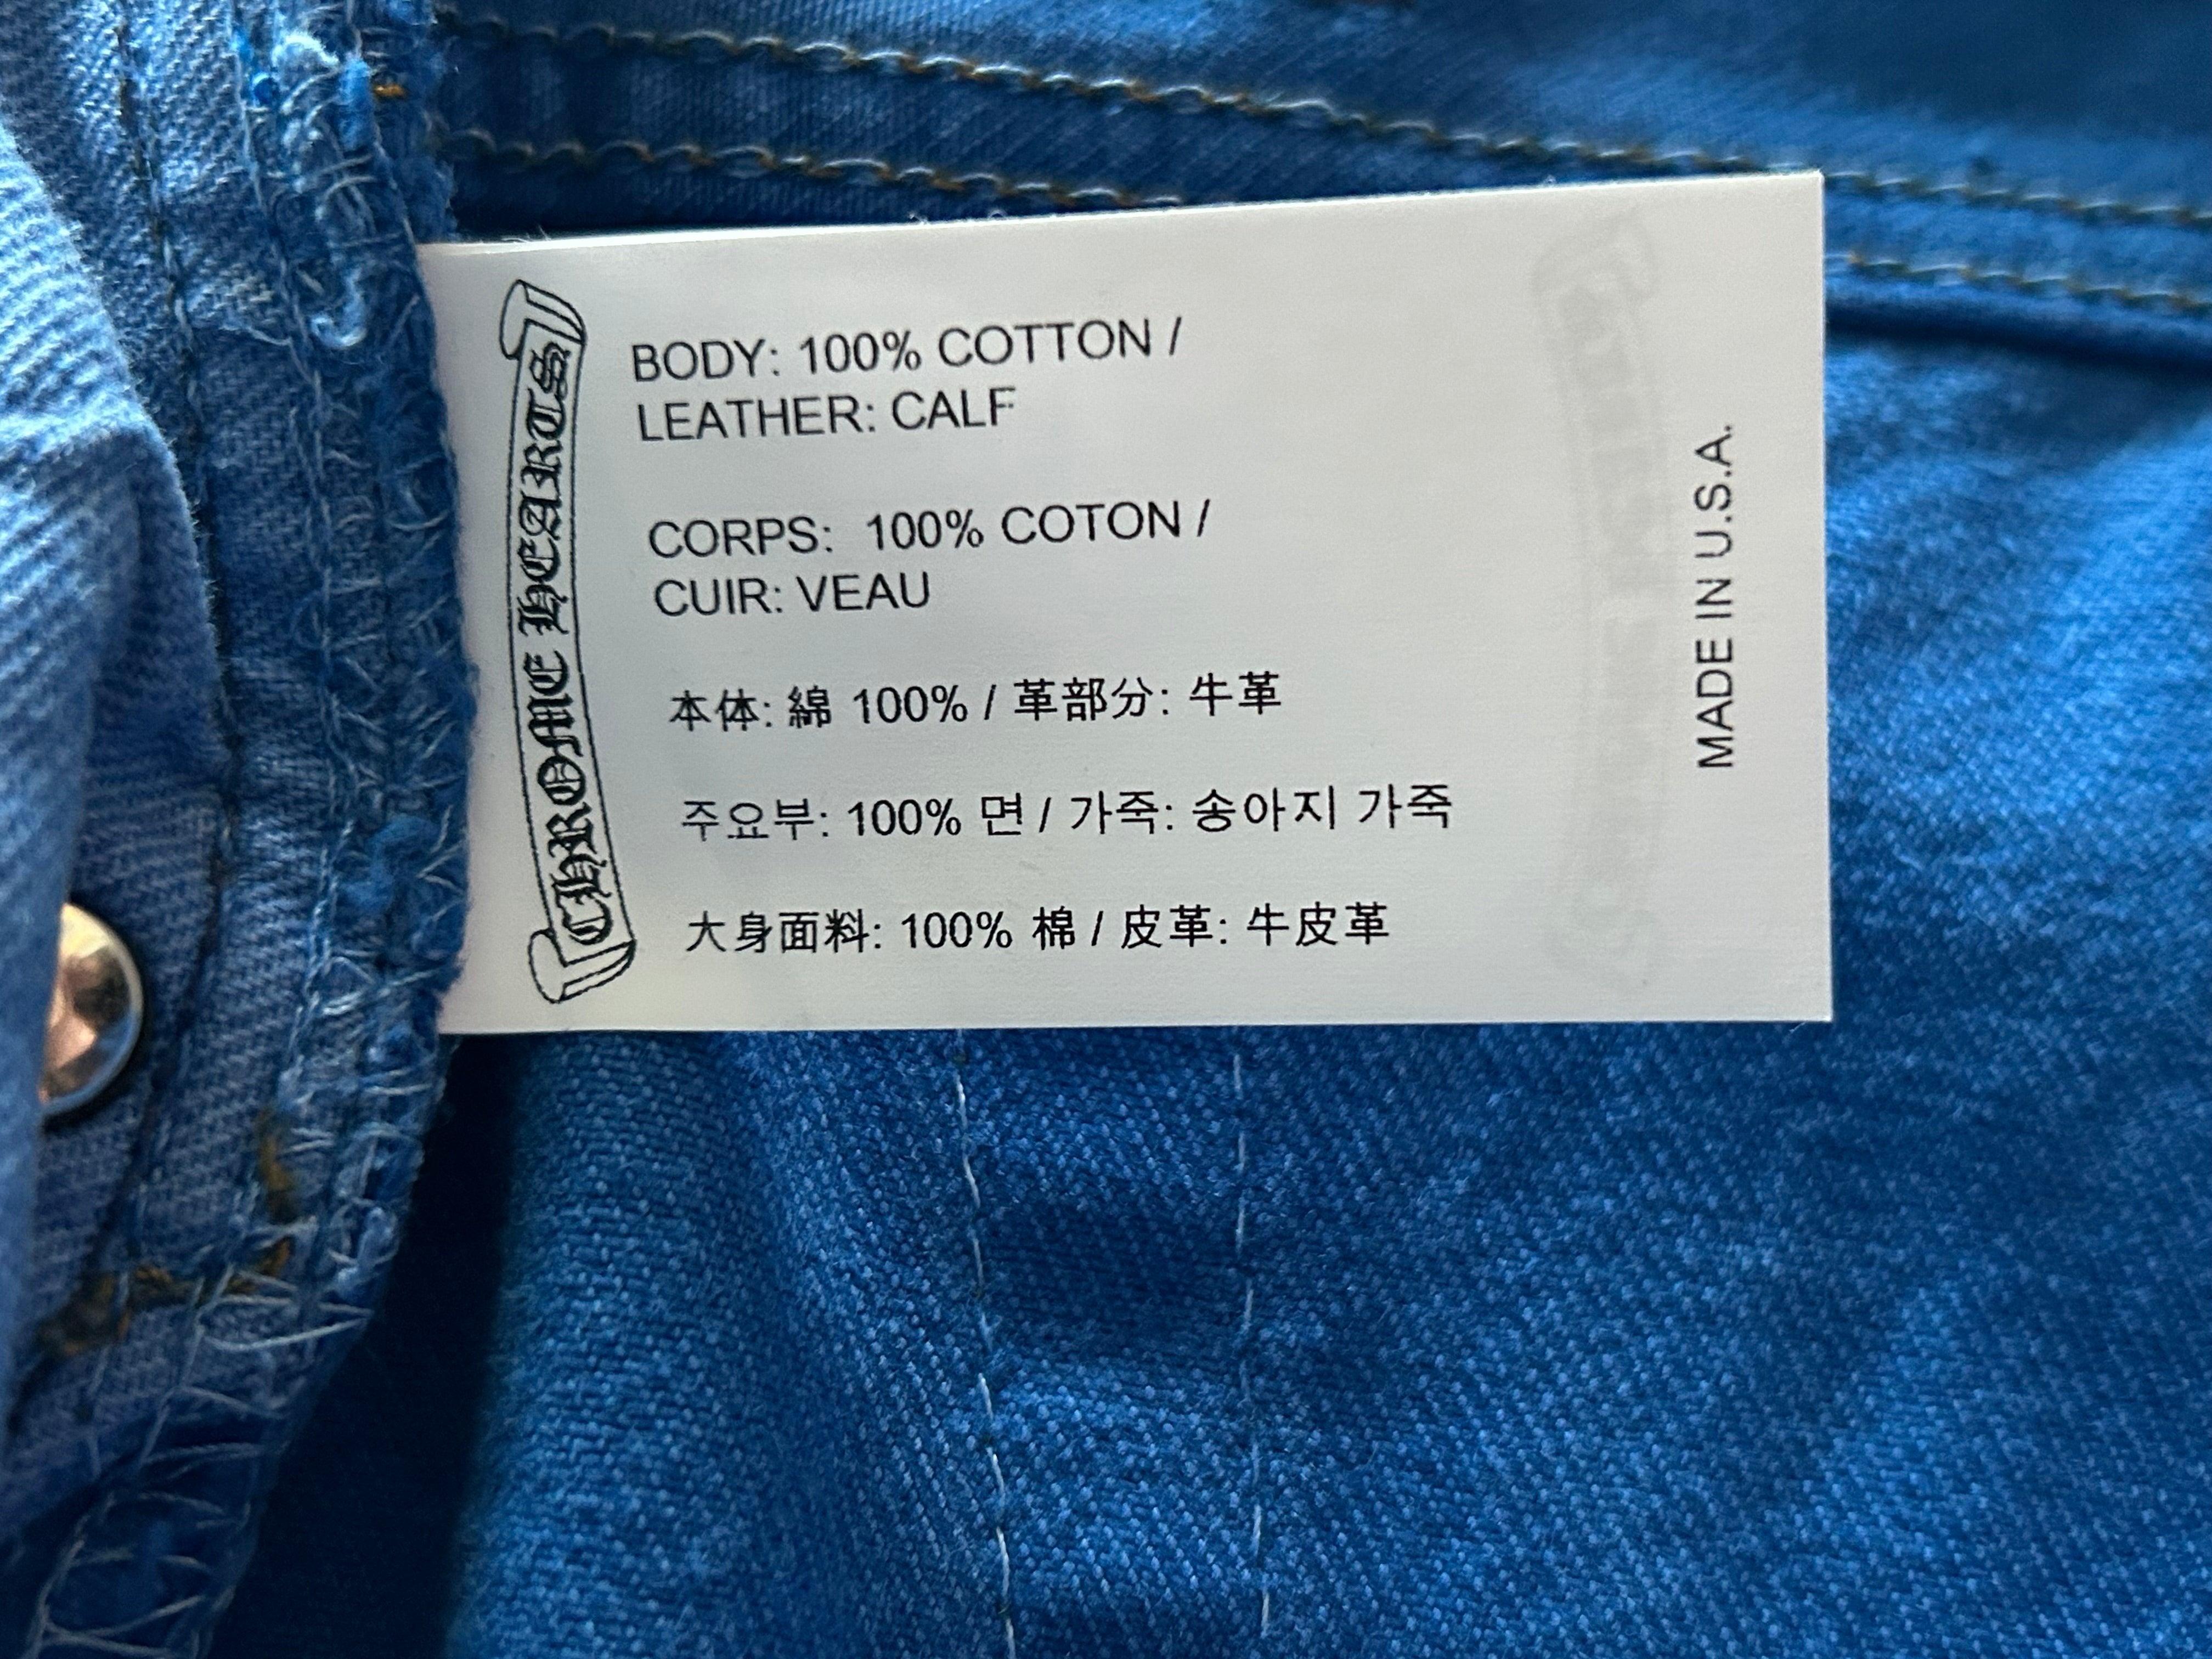 CHROME HEARTS
BODY: 100% COTTON /
LEATHER: CALF
CORPS: 100% COTON /
CUIR: VEAU
本体: 綿 100% / 革部分: 牛革
주요부: 100% 면 / 가죽: 송아지 가죽
大身面料: 100% 棉 / 皮革: 牛皮革
MADE IN U.S.A.